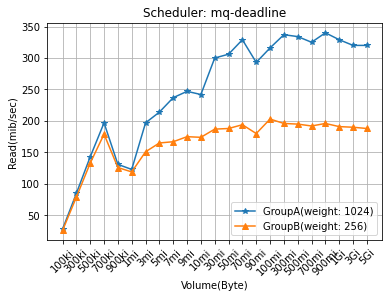 Scheduler: mq-deadline
Read(mib/sec)
350
300
250
200
150
100
50
GroupA(weight: 1024)
GroupB(weight: 256)
100ki
300ki
500ki
700ki
900ki
1mi
3mi
5mi
7mi
9mi
10mi
30mi
50mi
70mi
90mi
100mi
300mi
500mi
700mi
900mi
1Gi
3Gi
5Gi
Volume(Byte)